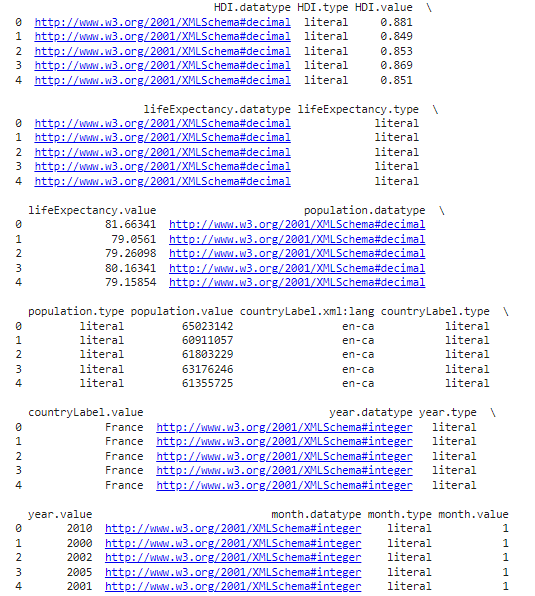 HDI.datatype HDI.type HDI.value \
0 http://www.w3.org/2001/XMLSchema#decimal literal 0.881
1 http://www.w3.org/2001/XMLSchema#decimal literal 0.849
2 http://www.w3.org/2001/XMLSchema#decimal literal 0.853
3 http://www.w3.org/2001/XMLSchema#decimal literal 0.869
4 http://www.w3.org/2001/XMLSchema#decimal literal 0.851
lifeExpectancy.datatype lifeExpectancy.type \
0 http://www.w3.org/2001/XMLSchema#decimal literal
1 http://www.w3.org/2001/XMLSchema#decimal literal
2 http://www.w3.org/2001/XMLSchema#decimal literal
3 http://www.w3.org/2001/XMLSchema#decimal literal
4 http://www.w3.org/2001/XMLSchema#decimal literal
lifeExpectancy.value population.datatype \
0 81.66341 http://www.w3.org/2001/XMLSchema#decimal
1 79.0561 http://www.w3.org/2001/XMLSchema#decimal
2 79.26098 http://www.w3.org/2001/XMLSchema#decimal
3 80.16341 http://www.w3.org/2001/XMLSchema#decimal
4 79.15854 http://www.w3.org/2001/XMLSchema#decimal
population.type population.value countryLabel.xml:lang countryLabel.type \
0 literal 65023142 en-ca literal
1 literal 60911057 en-ca literal
2 literal 61803229 en-ca literal
3 literal 63176246 en-ca literal
4 literal 61355725 en-ca literal
countryLabel.value year.datatype year.type \
0 France http://www.w3.org/2001/XMLSchema#integer literal
1 France http://www.w3.org/2001/XMLSchema#integer literal
2 France http://www.w3.org/2001/XMLSchema#integer literal
3 France http://www.w3.org/2001/XMLSchema#integer literal
4 France http://www.w3.org/2001/XMLSchema#integer literal
year.value month.datatype month.type month.value
0 2010 http://www.w3.org/2001/XMLSchema#integer literal 1
1 2000 http://www.w3.org/2001/XMLSchema#integer literal 1
2 2002 http://www.w3.org/2001/XMLSchema#integer literal 1
3 2005 http://www.w3.org/2001/XMLSchema#integer literal 1
4 2001 http://www.w3.org/2001/XMLSchema#integer literal 1